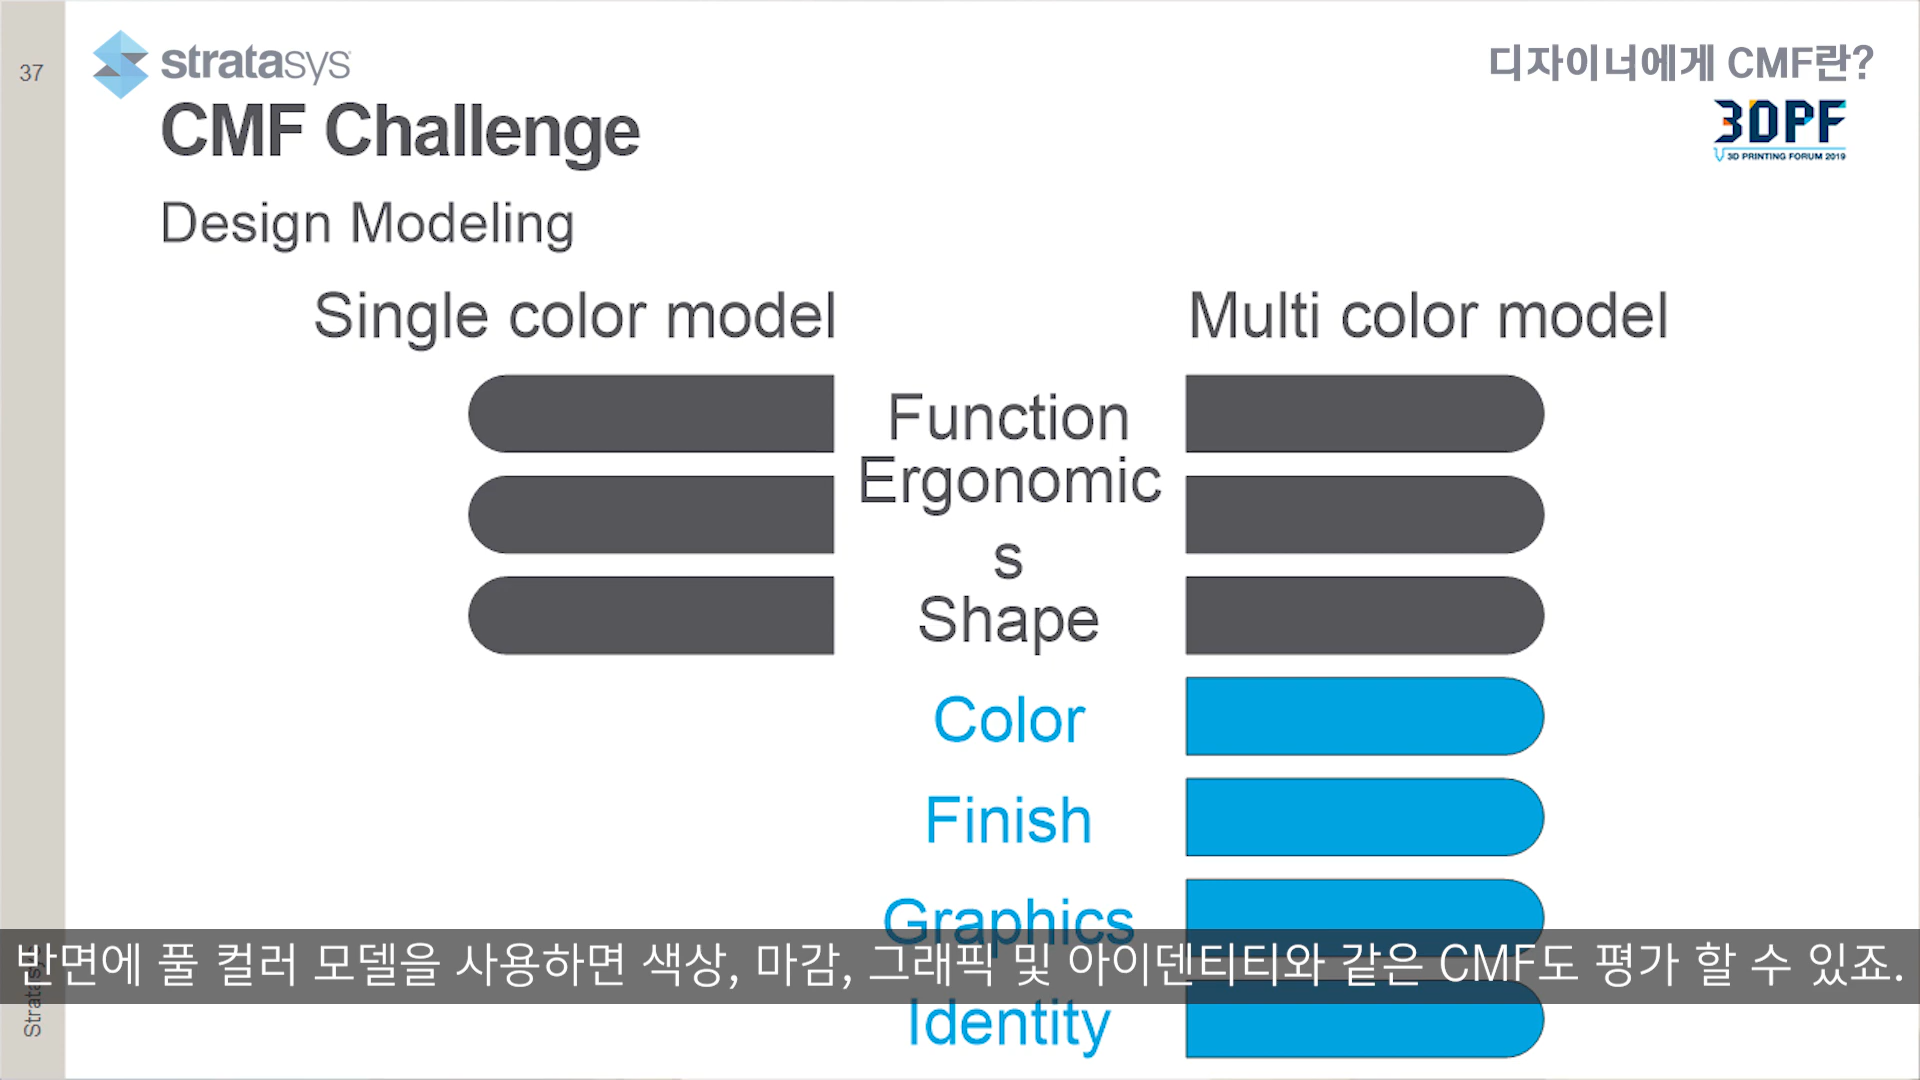 37
stratasys
디자이너에게 CMF란?
CMF Challenge
3DPF
3D PRINTING FORUM 2019
Design Modeling
Single color model
Multi color model
Function
Ergonomic
s
Shape
Color
Finish
Graphics
반면에 풀 컬러 모델을 사용하면 색상, 마감, 그래픽 및 아이덴티티와 같은 CMF도 평가 할 수 있죠.
Identity
Stratasys